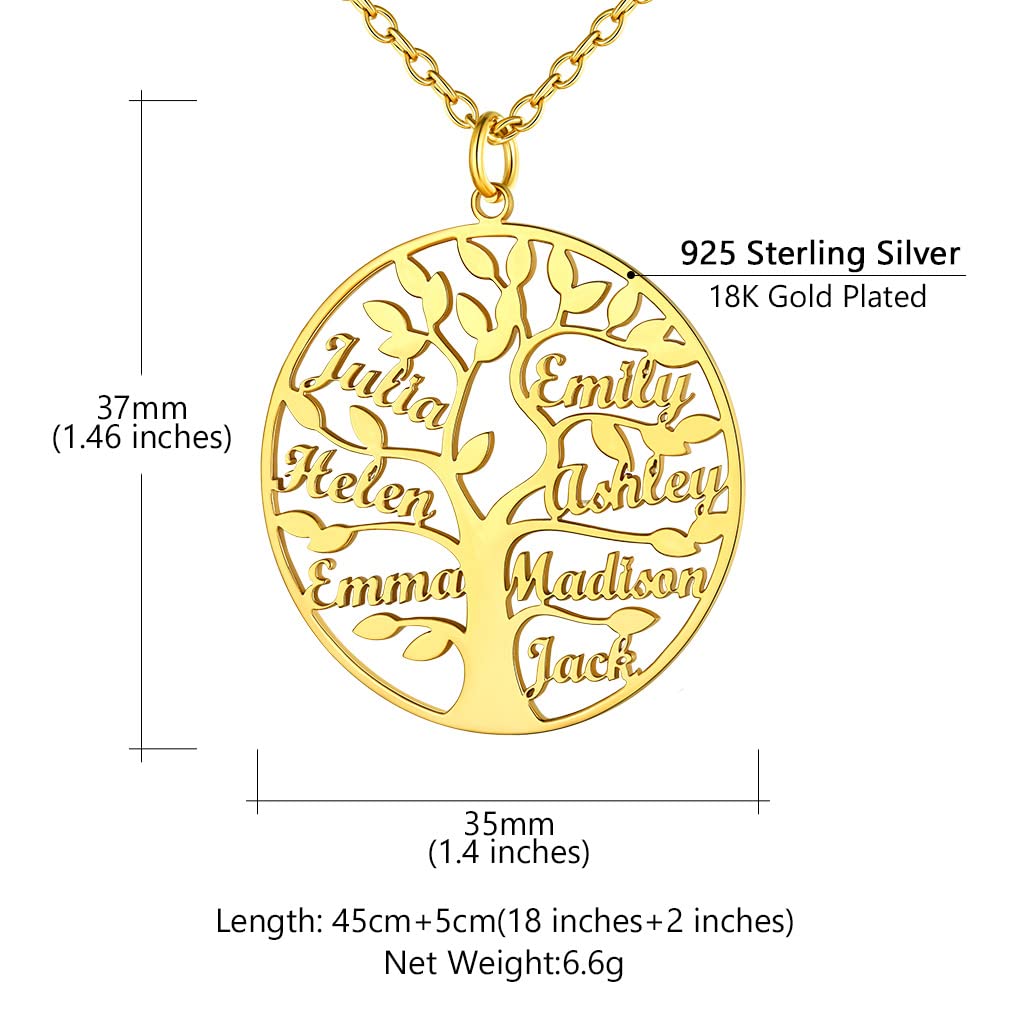 925 Sterling Silver
18K Gold Plated
37mm
(1.46 inches)
Julia
Emily
Helen
Ashley
Emma
Madison
Jack
35mm
(1.4 inches)
Length: 45cm+5cm(18 inches+2 inches)
Net Weight:6.6g